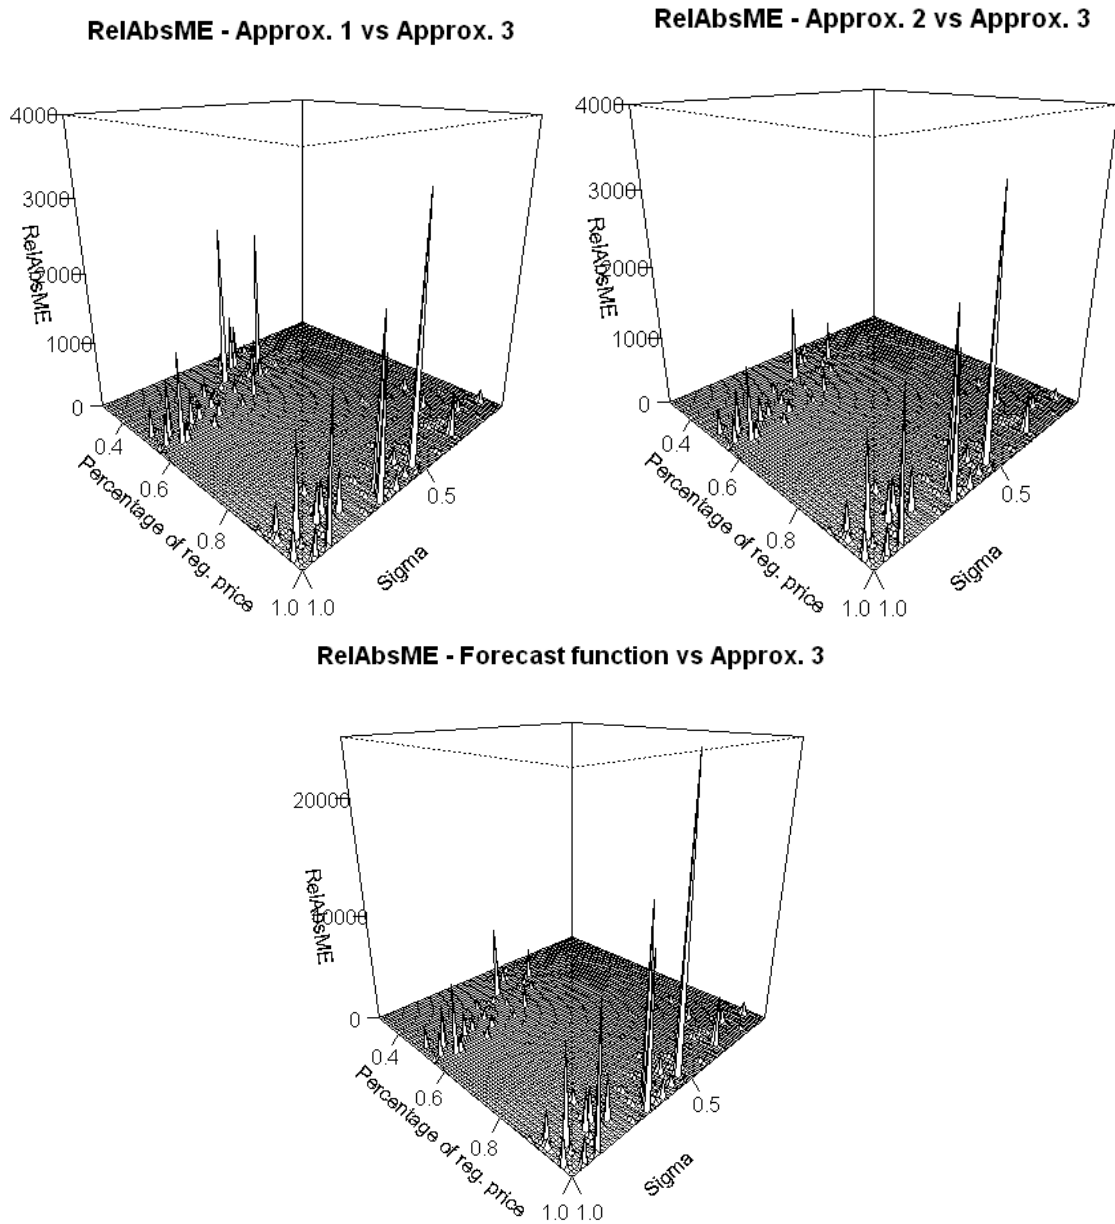 RelAbsME - Approx. 1 vs Approx. 3
4000
3000
2000
1000
0
RelAbsME
0.4
0.6
0.8
1.0
Percentage of reg. price
0.5
1.0
Sigma
RelAbsME - Approx. 2 vs Approx. 3
4000
3000
2000
1000
0
RelAbsME
0.4
0.6
0.8
1.0
Percentage of reg. price
0.5
1.0
Sigma
RelAbsME - Forecast function vs Approx. 3
20000
10000
0
RelAbsME
0.4
0.6
0.8
1.0
Percentage of reg. price
0.5
1.0
Sigma